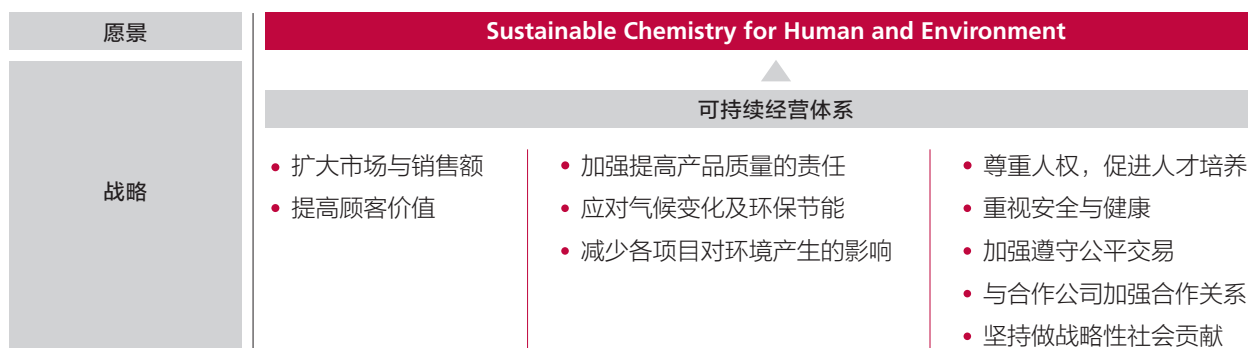 愿景
Sustainable Chemistry for Human and Environment
战略
可持续经营体系
• 扩大市场与销售额
• 提高顾客价值
• 加强提高产品质量的责任
• 应对气候变化及环保节能
• 减少各项目对环境产生的影响
• 尊重人权，促进人才培养
• 重视安全与健康
• 加强遵守公平交易
• 与合作公司加强合作关系
• 坚持做战略性社会贡献